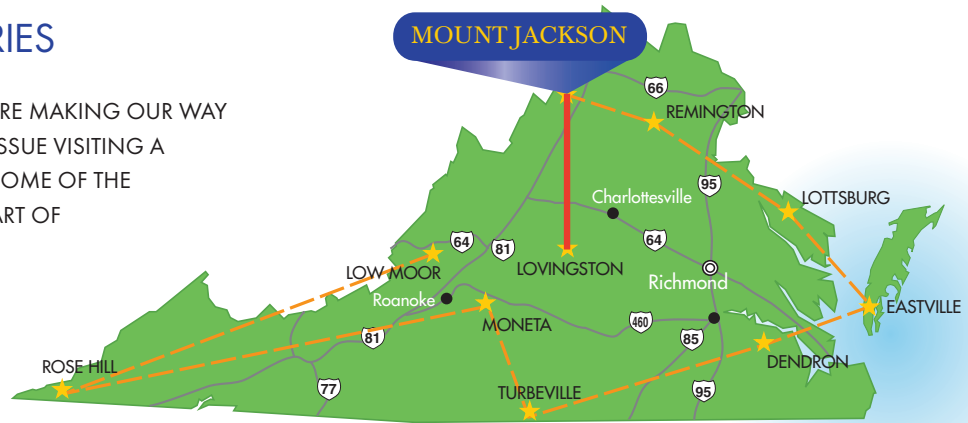 RIES
RE MAKING OUR WAY
ISSUE VISITING A
OME OF THE
ART OF
MOUNT JACKSON
66
REMINGTON
95
Charlottesville
LOTTSBURG
64
81
64
LOW MOOR
LOVINGSTON
Richmond
Roanoke
MONETA
EASTVILLE
460
81
85
DENDRON
ROSE HILL
77
TURBEVILLE
95